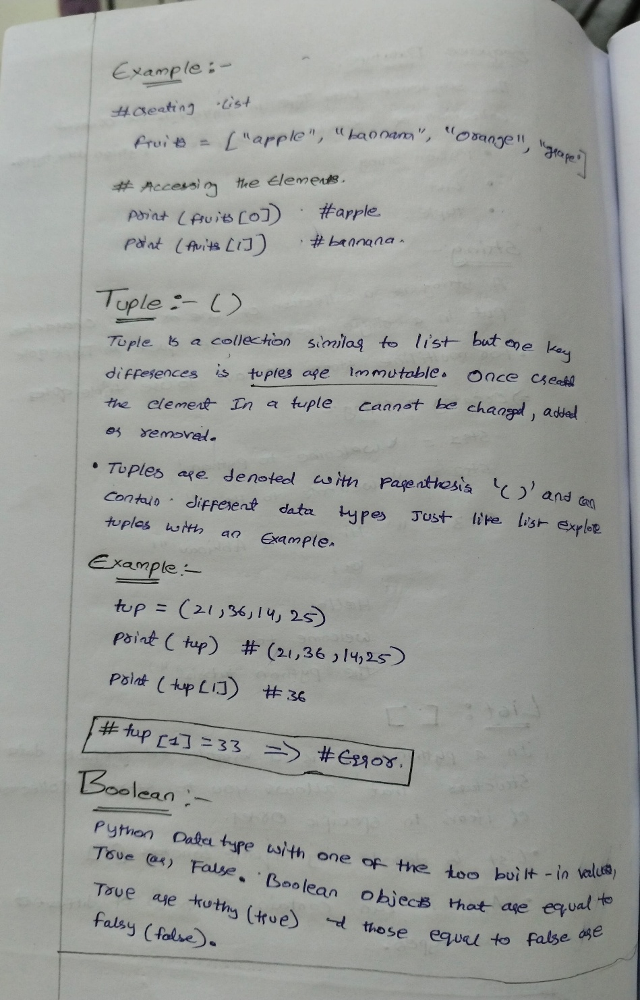 Example :-
#Creating list
fruits = ["apple", "bannana", "Orange", "grape"]
# Accessing the Elements.
Print (fruits [0]) #apple
Print (fruits [1]) #bannana.
Tuple :- ( )
Tuple is a collection similar to list but one key
differences is tuples are immutable. Once created
the element In a tuple cannot be changed, added
or removed.
• Tuples are denoted with Parenthesis '( )' and can
Contain different data types Just like list explore
tuples with an Example.
Example :-
tup = (21, 36, 14, 25)
Print ( tup) # (21, 36, 14, 25)
Print ( tup [1]) # 36
# tup [1] = 33 => # Error.
Boolean :-
Python Data type with one of the too built-in values,
True (or) False. Boolean objects that are equal to
True are truthy (true) and those equal to false are
falsy (false).